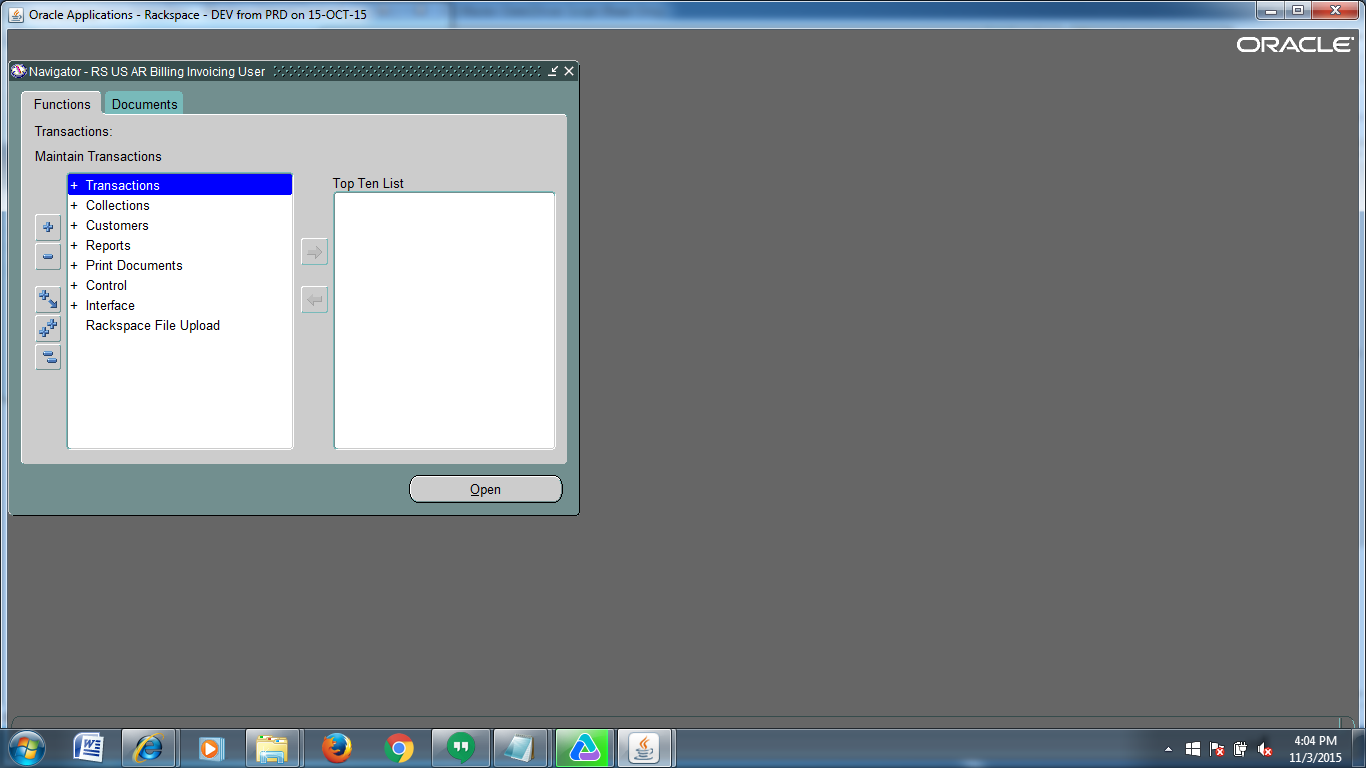 Oracle Applications - Rackspace - DEV from PRD on 15-OCT-15
ORACLE
Navigator - RS US AR Billing Invoicing User
Functions Documents
Transactions:
Maintain Transactions
Top Ten List
+ Transactions
+ Collections
+ Customers
+ Reports
+ Print Documents
+ Control
+ Interface
Rackspace File Upload
Open
4:04 PM
11/3/2015